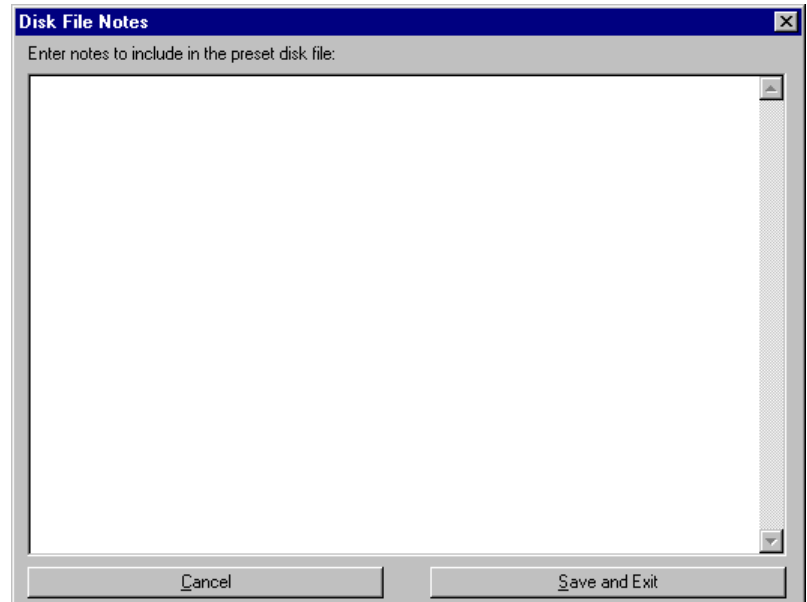 Disk File Notes
Enter notes to include in the preset disk file:
Cancel
Save and Exit